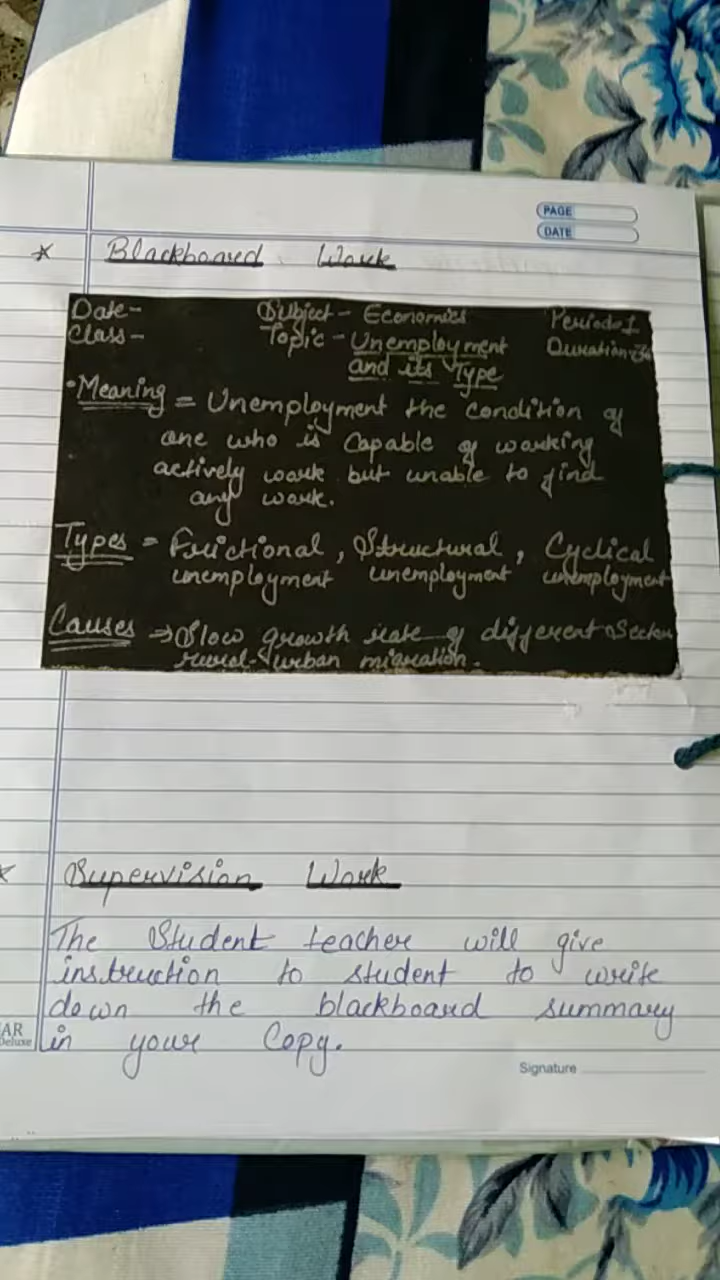 PAGE
DATE
* Blackboard Work
Date- Subject - Economics Period-1
Class- Topic - Unemployment Duration-
and its Type
• Meaning = Unemployment the condition of
one who is capable of working
actively work but unable to find
any work.
Types = Frictional, Structural, Cyclical
unemployment unemployment unemployment
Causes ⇒ Slow growth rate of different Sector
rural-urban migration.
* Supervision Work
The Student teacher will give
instruction to student to write
down the blackboard summary
in your Copy.
AR
Deluxe
Signature